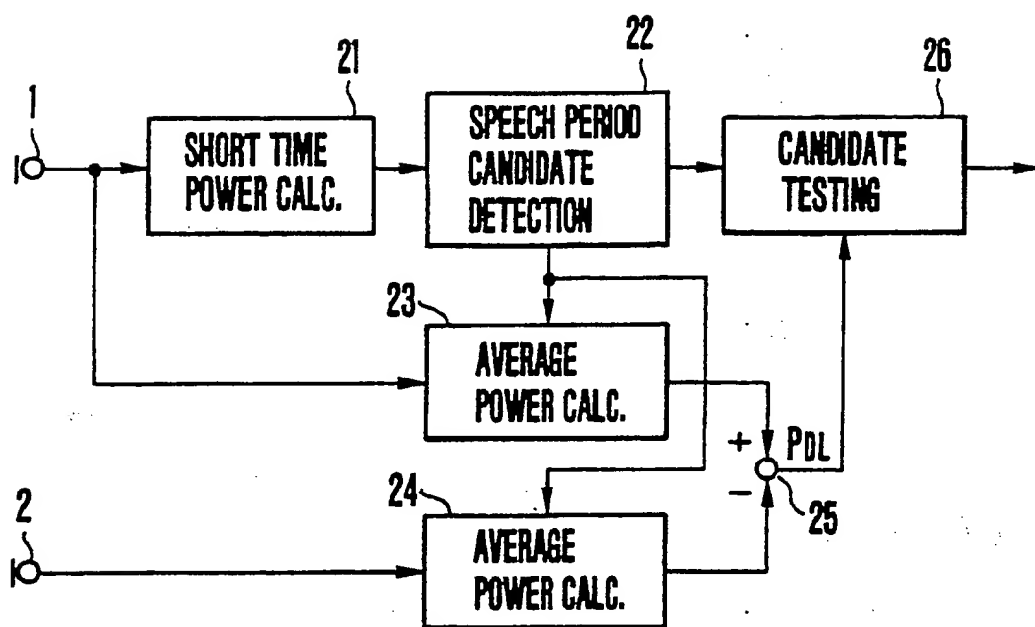 1
21
SHORT TIME
POWER CALC.
22
SPEECH PERIOD
CANDIDATE
DETECTION
26
CANDIDATE
TESTING
23
AVERAGE
POWER CALC.
+
PDL
-
25
2
24
AVERAGE
POWER CALC.